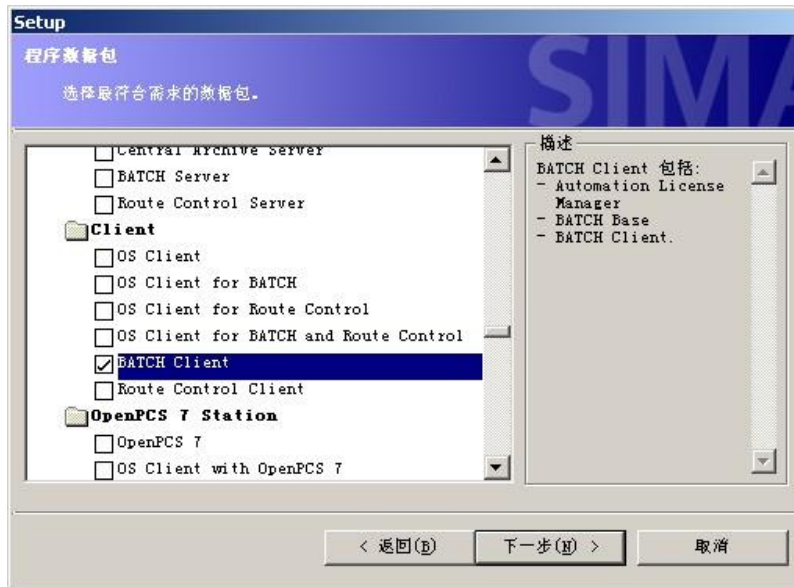 Setup
程序数据包
选择最符合需求的数据包。
SIMA
Central Archive Server
BATCH Server
Route Control Server
Client
OS Client
OS Client for BATCH
OS Client for Route Control
OS Client for BATCH and Route Control
BATCH Client
Route Control Client
OpenPCS 7 Station
OpenPCS 7
OS Client with OpenPCS 7
描述
BATCH Client 包括:
- Automation License
Manager
- BATCH Base
- BATCH Client.
< 返回(B)
下一步(N) >
取消